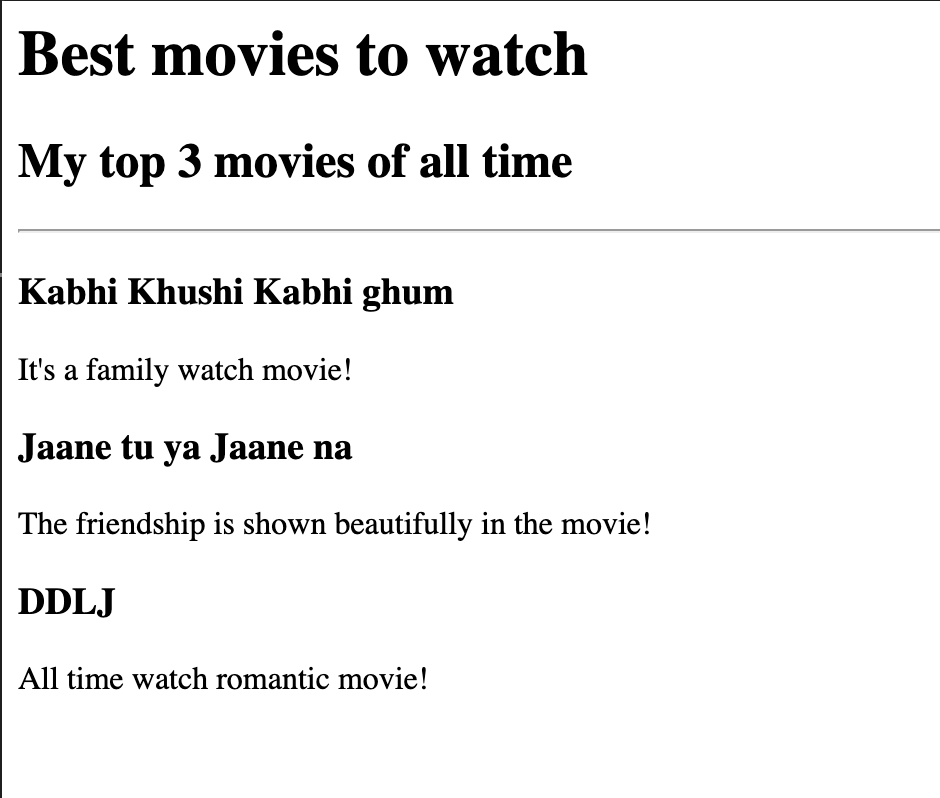 Best movies to watch
My top 3 movies of all time
Kabhi Khushi Kabhi ghum
It's a family watch movie!
Jaane tu ya Jaane na
The friendship is shown beautifully in the movie!
DDLJ
All time watch romantic movie!